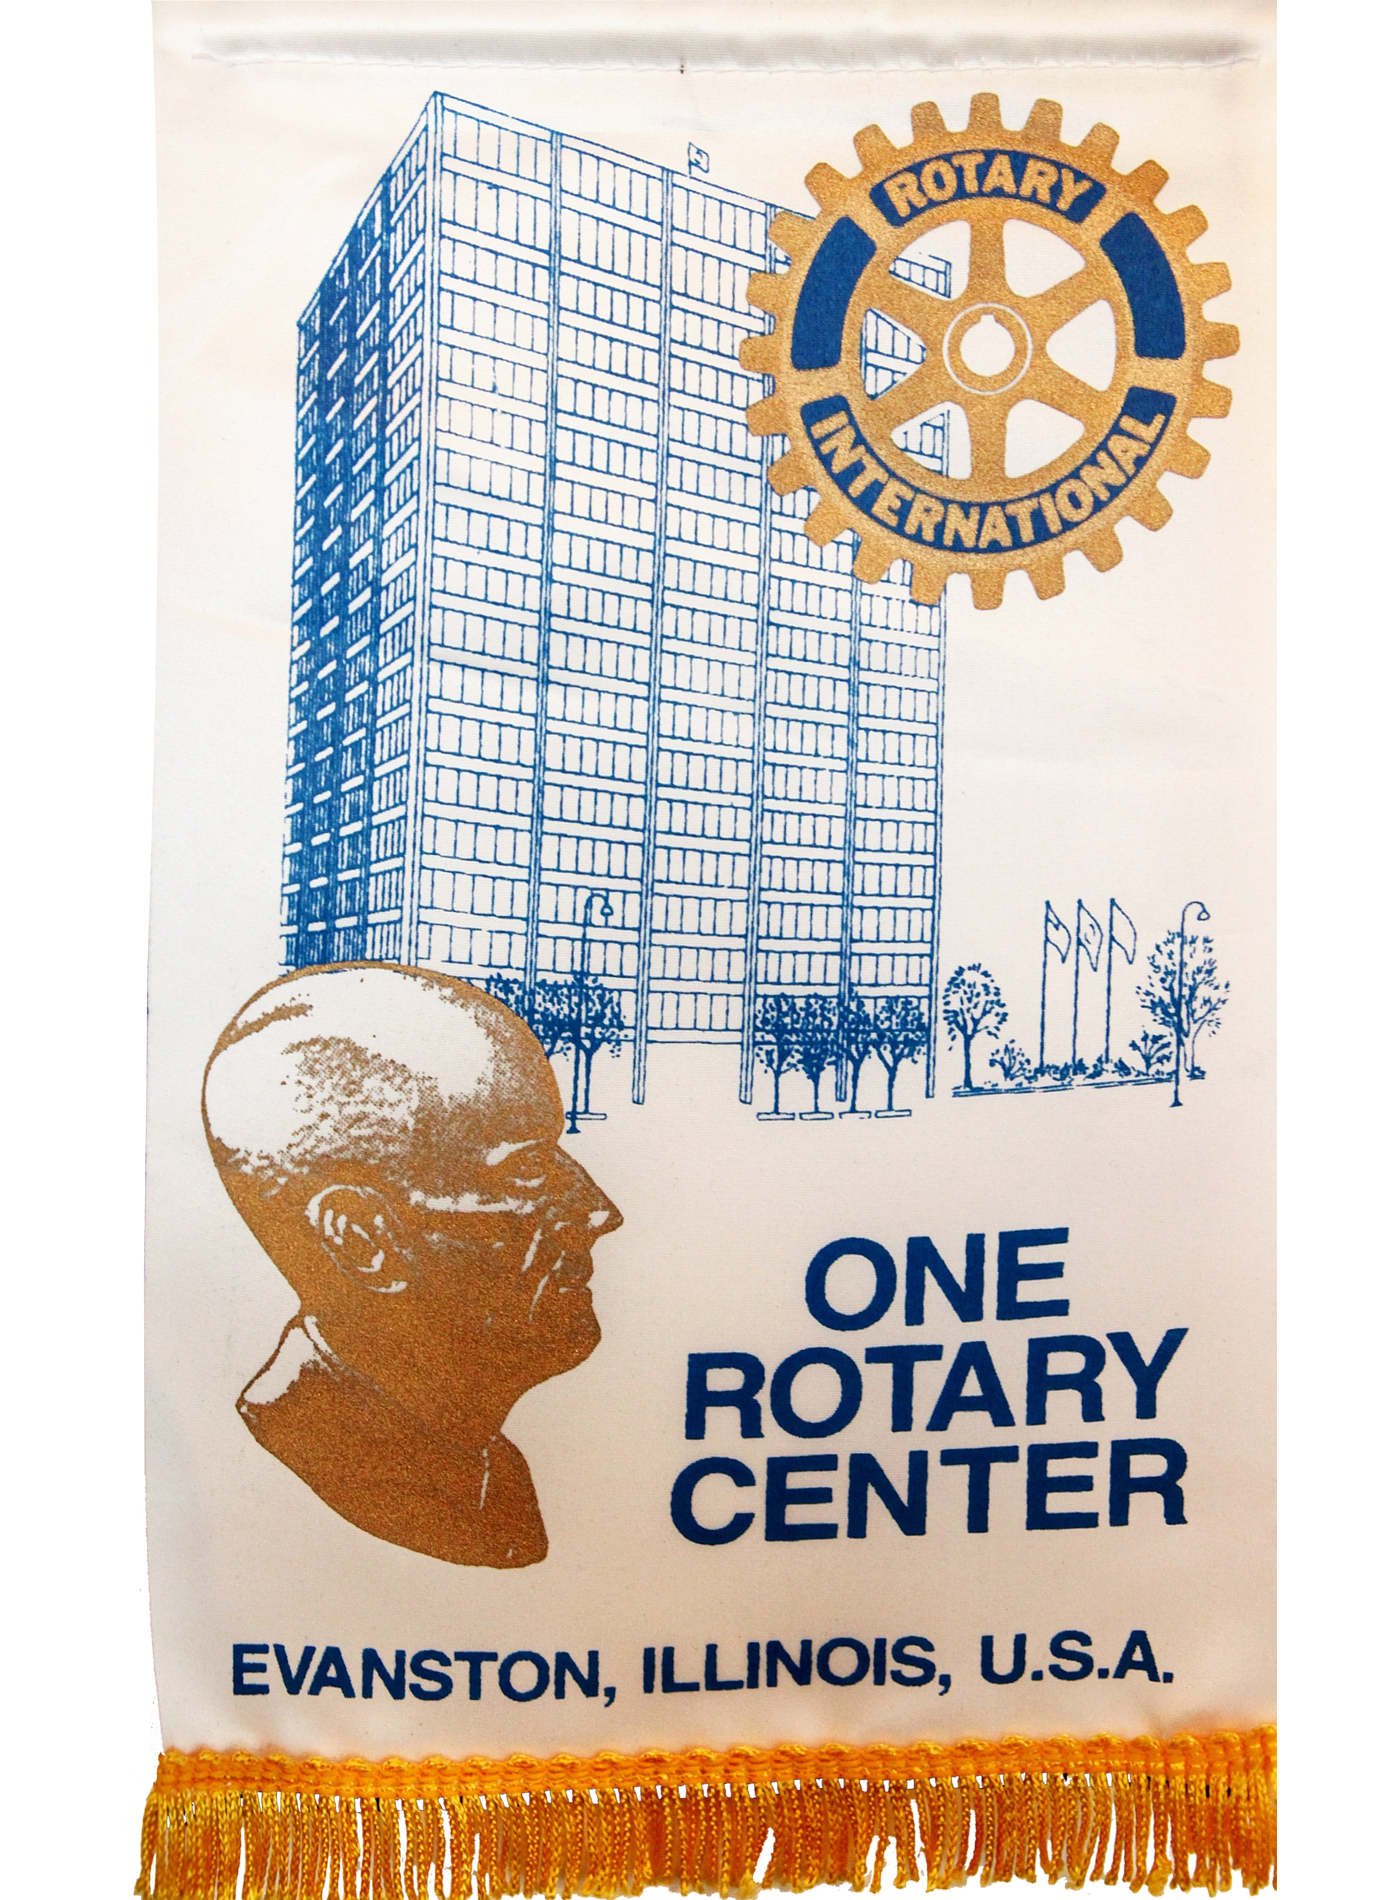 ROTARY
INTERNATIONAL
ONE
ROTARY
CENTER
EVANSTON, ILLINOIS, U.S.A.